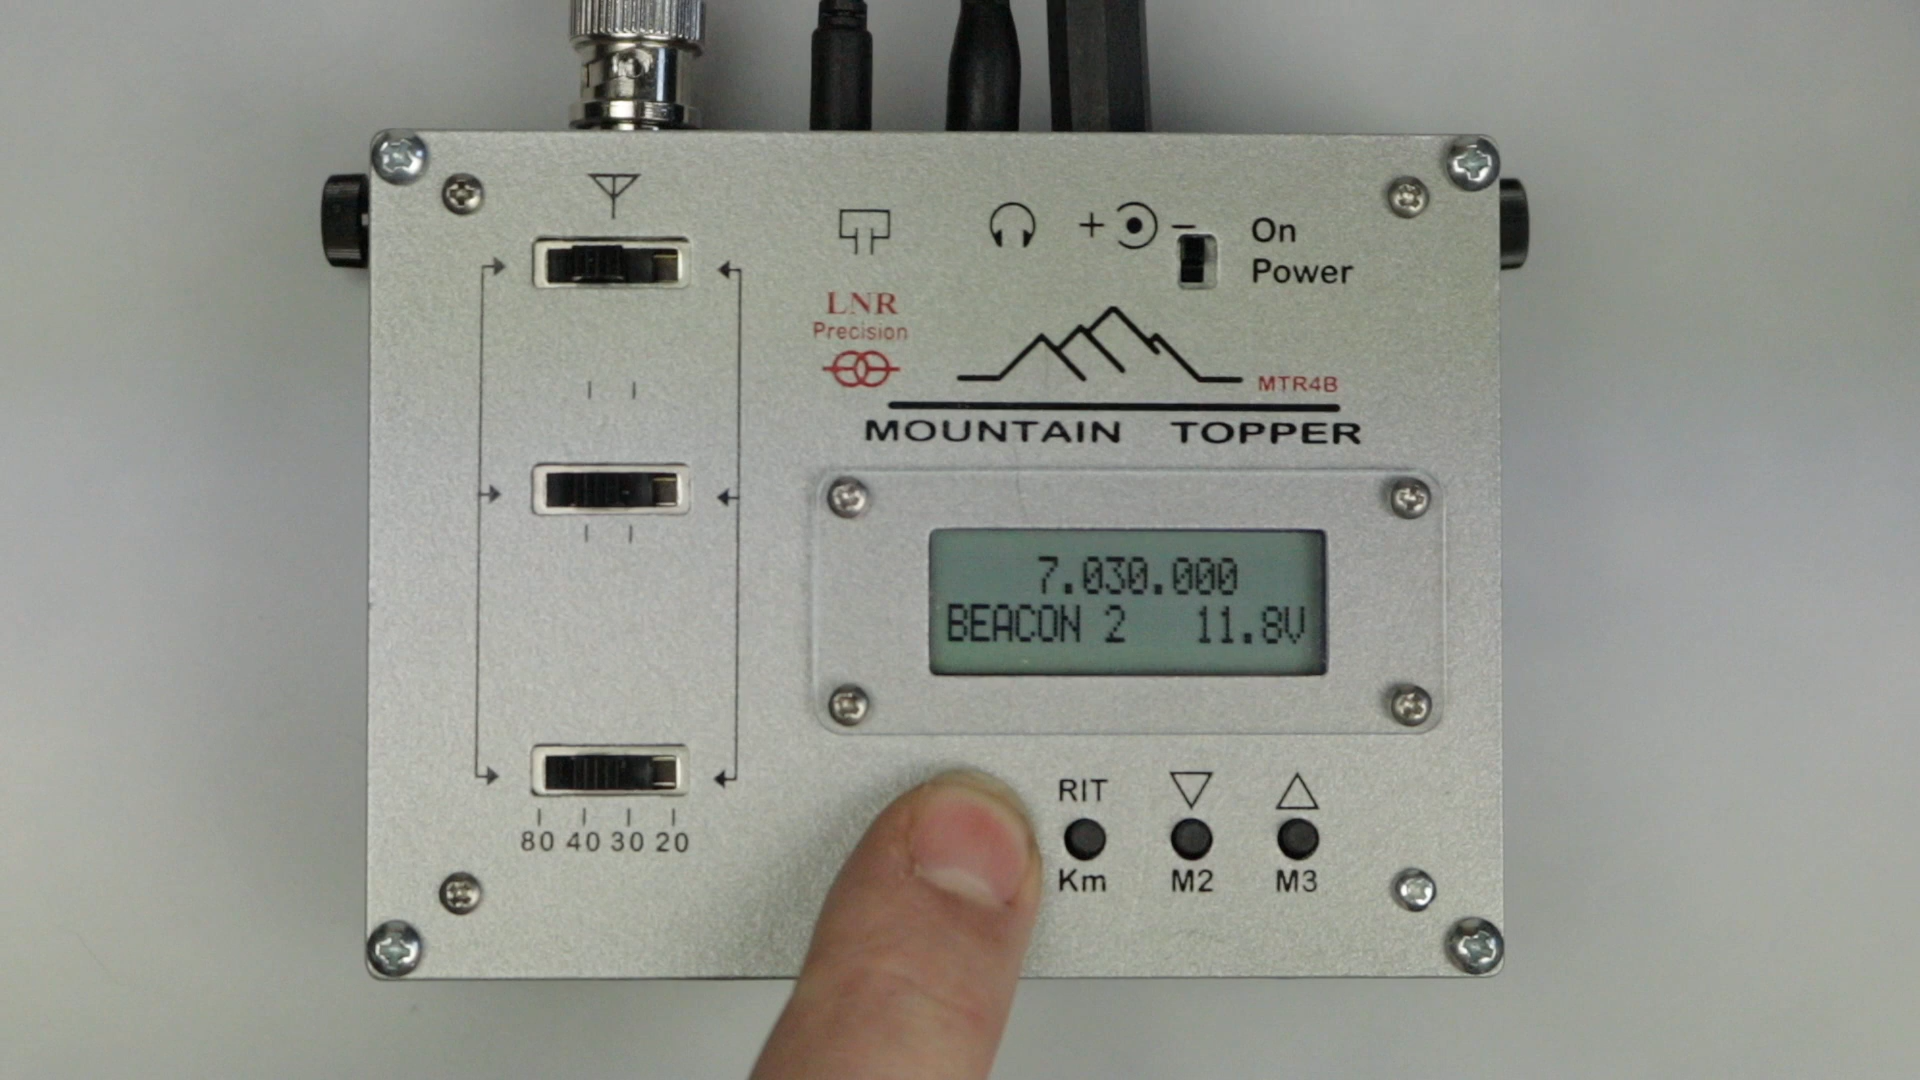 On
Power
+ −
LNR
Precision
MTR4B
MOUNTAIN TOPPER
7.030.000
BEACON 2 11.8V
RIT
Km M2 M3
80 40 30 20